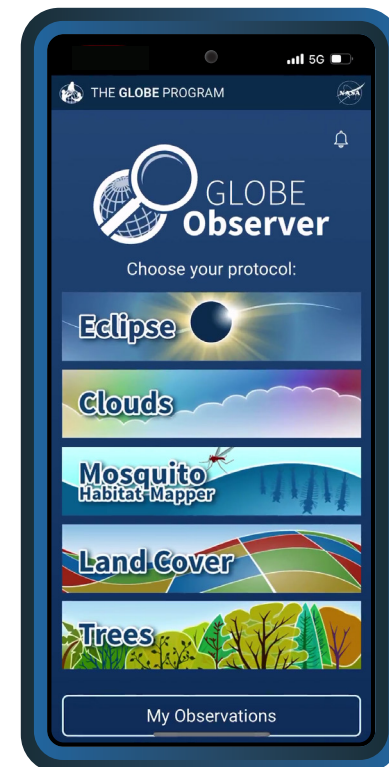 5G
THE GLOBE PROGRAM
NASA
GLOBE
Observer
Choose your protocol:
Eclipse
Clouds
Mosquito
Habitat Mapper
Land Cover
Trees
My Observations